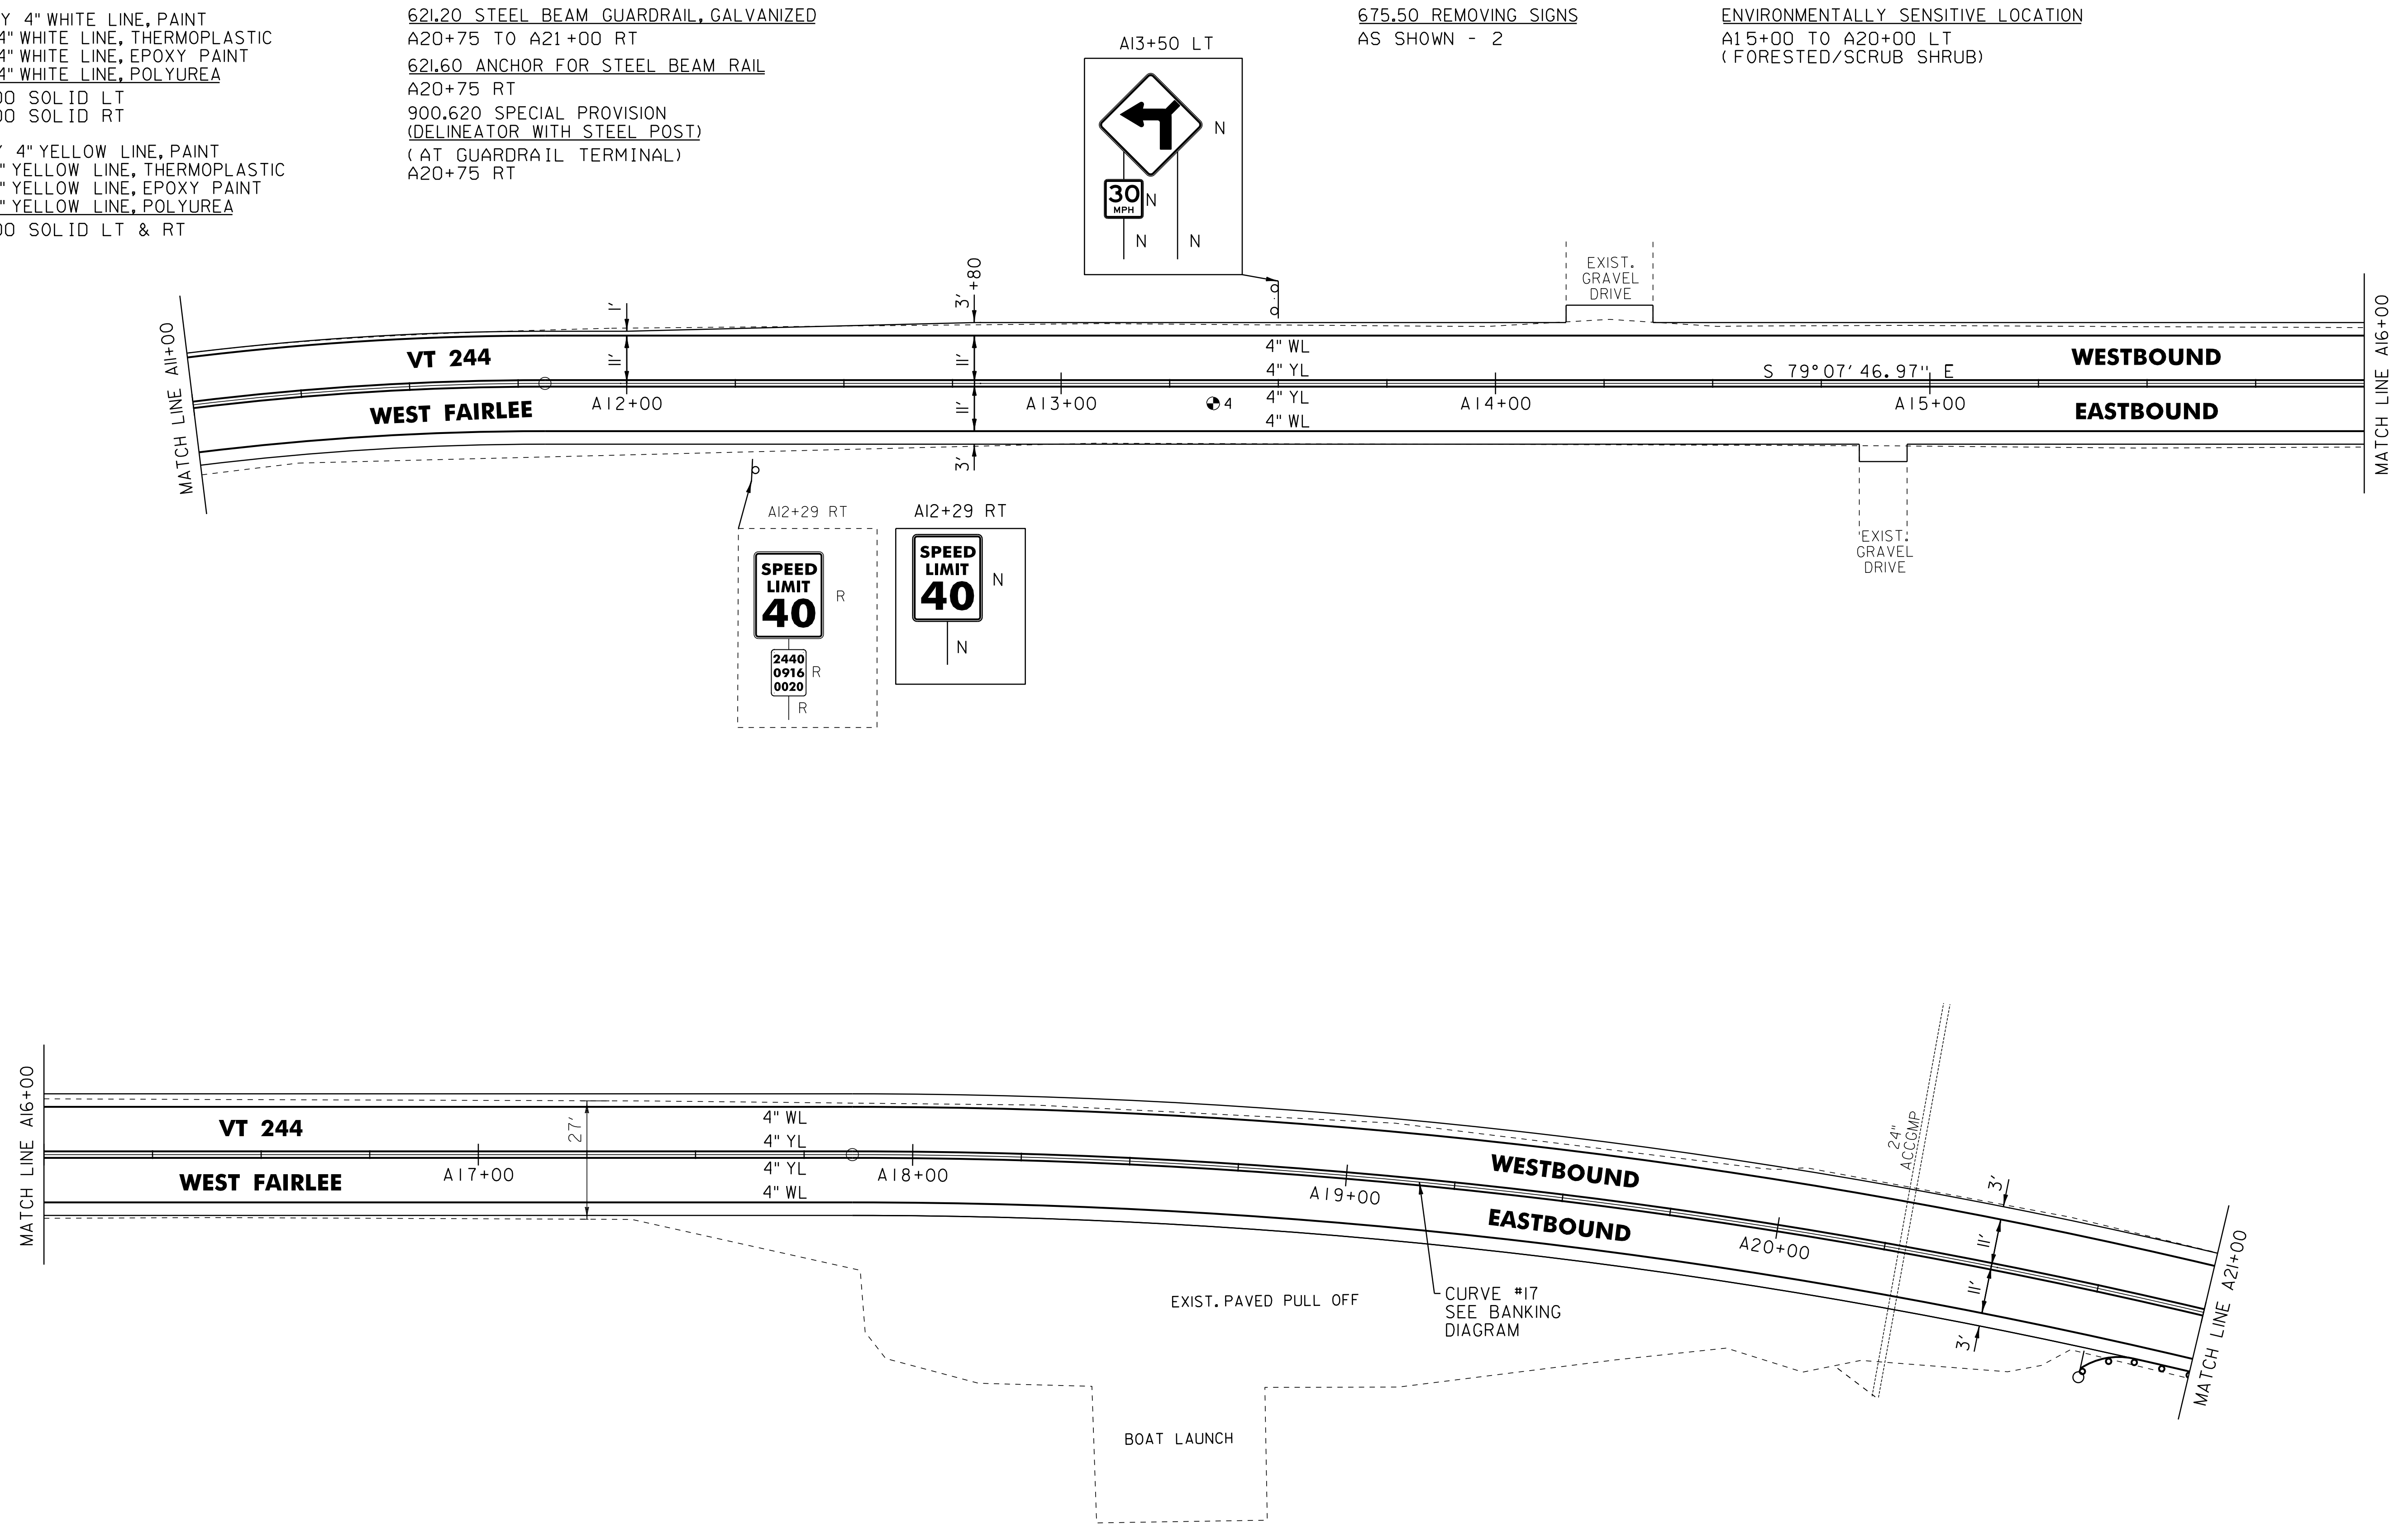 Y 4" WHITE LINE, PAINT
4" WHITE LINE, THERMOPLASTIC
4" WHITE LINE, EPOXY PAINT
4" WHITE LINE, POLYUREA
00 SOLID LT
00 SOLID RT
Y 4" YELLOW LINE, PAINT
" YELLOW LINE, THERMOPLASTIC
" YELLOW LINE, EPOXY PAINT
" YELLOW LINE, POLYUREA
00 SOLID LT & RT
621.20 STEEL BEAM GUARDRAIL, GALVANIZED
A20+75 TO A21+00 RT
621.60 ANCHOR FOR STEEL BEAM RAIL
A20+75 RT
900.620 SPECIAL PROVISION
(DELINEATOR WITH STEEL POST)
(AT GUARDRAIL TERMINAL)
A20+75 RT
675.50 REMOVING SIGNS
AS SHOWN - 2
ENVIRONMENTALLY SENSITIVE LOCATION
A15+00 TO A20+00 LT
(FORESTED/SCRUB SHRUB)
A13+50 LT
N
30
MPH
N
N
N
EXIST.
GRAVEL
DRIVE
MATCH LINE A11+00
1'
11'
3'
+80
11'
11'
3'
VT 244
WEST FAIRLEE
A12+00
A13+00
4
4" WL
4" YL
4" YL
4" WL
A14+00
S 79°07'46.97" E
A15+00
WESTBOUND
EASTBOUND
MATCH LINE A16+00
A12+29 RT
SPEED
LIMIT
40
R
2440
0916
0020
R
R
A12+29 RT
SPEED
LIMIT
40
N
N
EXIST.
GRAVEL
DRIVE
MATCH LINE A16+00
VT 244
WEST FAIRLEE
A17+00
27'
4" WL
4" YL
4" YL
4" WL
A18+00
A19+00
WESTBOUND
EASTBOUND
A20+00
24"
ACCGMP
3'
11'
11'
3'
MATCH LINE A21+00
CURVE #17
SEE BANKING
DIAGRAM
EXIST. PAVED PULL OFF
BOAT LAUNCH